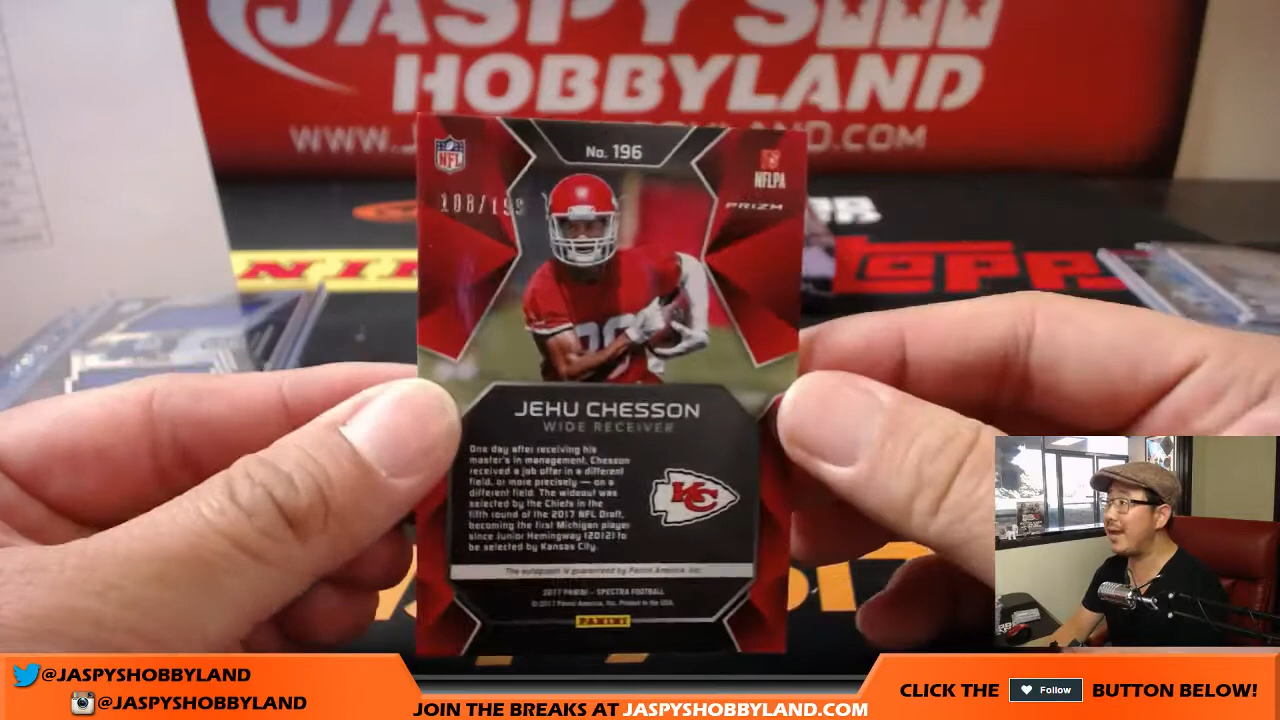 JASPY'S
HOBBYLAND
WWW.J
LAND.COM
No. 196
NFL
NFLPA
108/199
PRIZM
JEHU CHESSON
WIDE RECEIVER
One day after receiving his
master's in management, Chesson
received a job offer in a different
field, or more precisely — on a
different field. The wideout was
selected by the Chiefs in the
fifth round of the 2017 NFL Draft,
becoming the first Michigan player
since Junior Hemingway (2012) to
be selected by Kansas City.
KC
The autograph is guaranteed by Panini America, Inc.
2017 PANINI – SPECTRA FOOTBALL
© 2017 Panini America, Inc. Printed in the USA.
PANINI
@JASPYSHOBBYLAND
@JASPYSHOBBYLAND
JOIN THE BREAKS AT JASPYSHOBBYLAND.COM
CLICK THE Follow BUTTON BELOW!